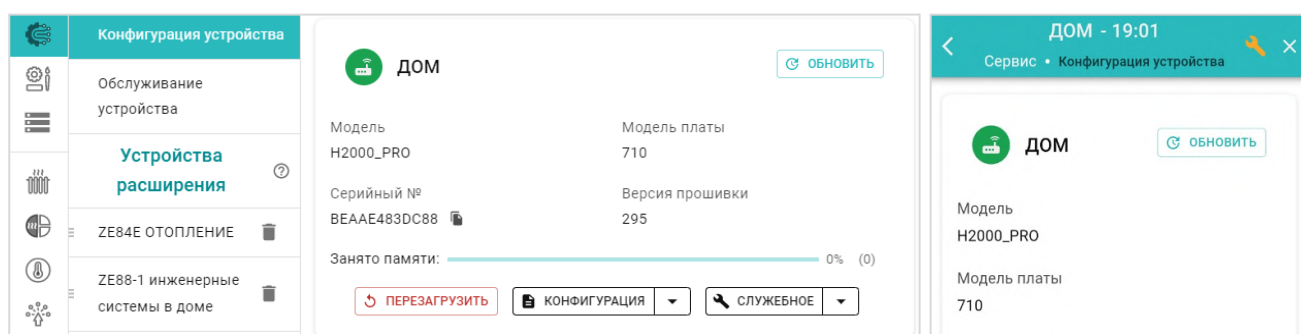 Конфигурация устройства
Обслуживание
устройства
Устройства
расширения
ZE84E ОТОПЛЕНИЕ
ZE88-1 инженерные
системы в доме
ДОМ
ОБНОВИТЬ
Модель
H2000_PRO
Модель платы
710
Серийный №
BEAAE483DC88
Версия прошивки
295
Занято памяти: 0% (0)
ПЕРЕЗАГРУЗИТЬ
КОНФИГУРАЦИЯ
СЛУЖЕБНОЕ
ДОМ - 19:01
Сервис • Конфигурация устройства
ДОМ
ОБНОВИТЬ
Модель
H2000_PRO
Модель платы
710